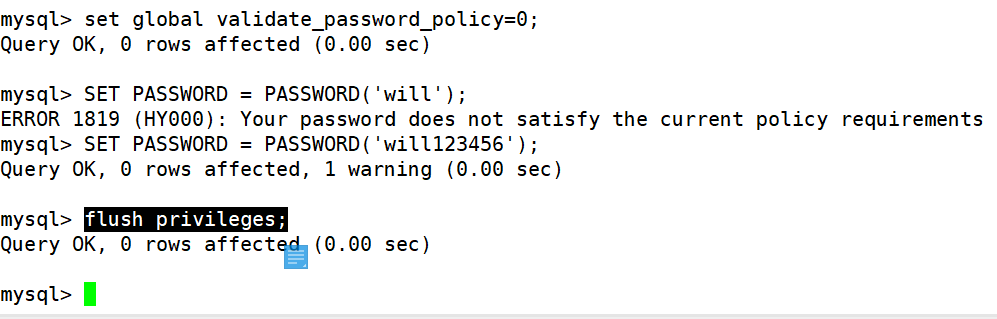 mysql> set global validate_password_policy=0;
Query OK, 0 rows affected (0.00 sec)
mysql> SET PASSWORD = PASSWORD('will');
ERROR 1819 (HY000): Your password does not satisfy the current policy requirements
mysql> SET PASSWORD = PASSWORD('will123456');
Query OK, 0 rows affected, 1 warning (0.00 sec)
mysql> flush privileges;
Query OK, 0 rows affected (0.00 sec)
mysql>